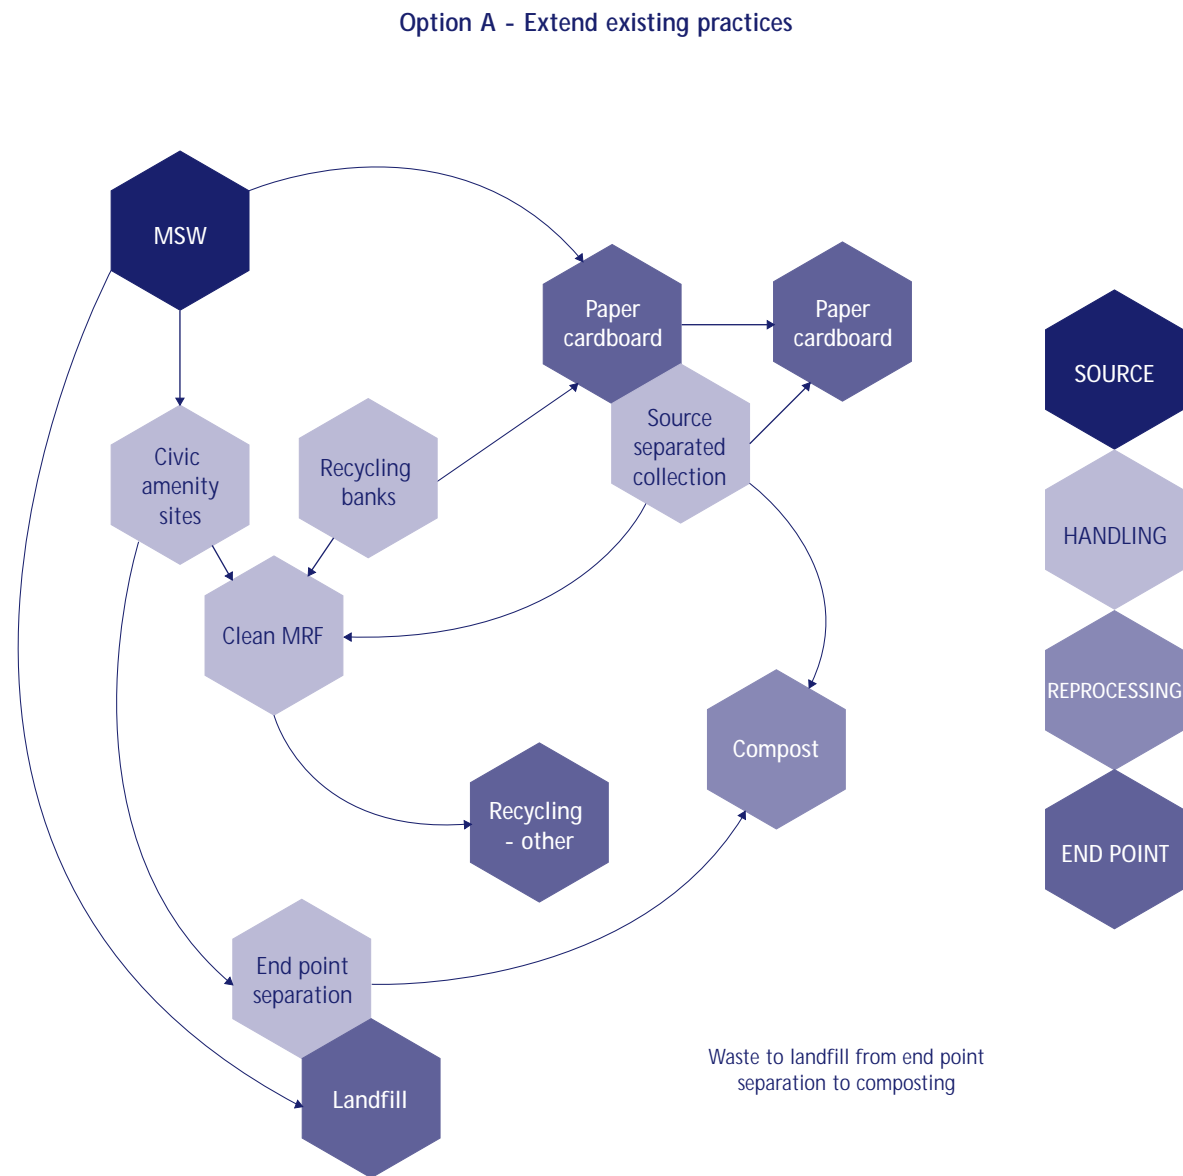 Option A - Extend existing practices
MSW
Paper
cardboard
Paper
cardboard
Source
separated
collection
Civic
amenity
sites
Recycling
banks
Clean MRF
Compost
Recycling
- other
End point
separation
Landfill
Waste to landfill from end point
separation to composting
SOURCE
HANDLING
REPROCESSING
END POINT